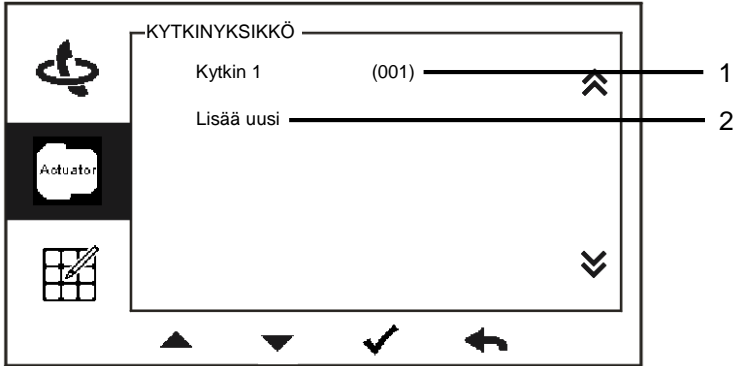 KYTKINYKSIKKÖ
Kytkin 1 (001) 1
Lisää uusi 2
Actuator